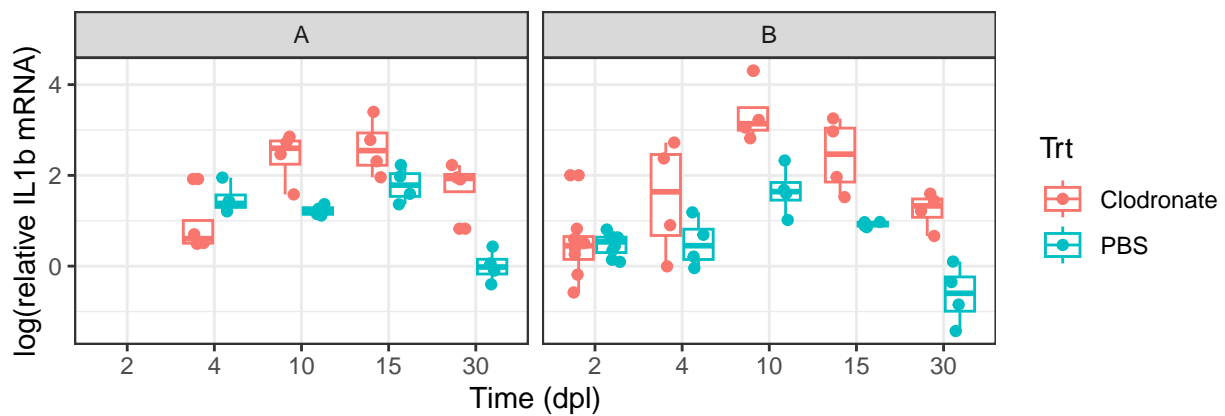 A
B
log(relative IL1b mRNA)
4
2
0
2 4 10 15 30
2 4 10 15 30
Time (dpl)
Trt
Clodronate
PBS